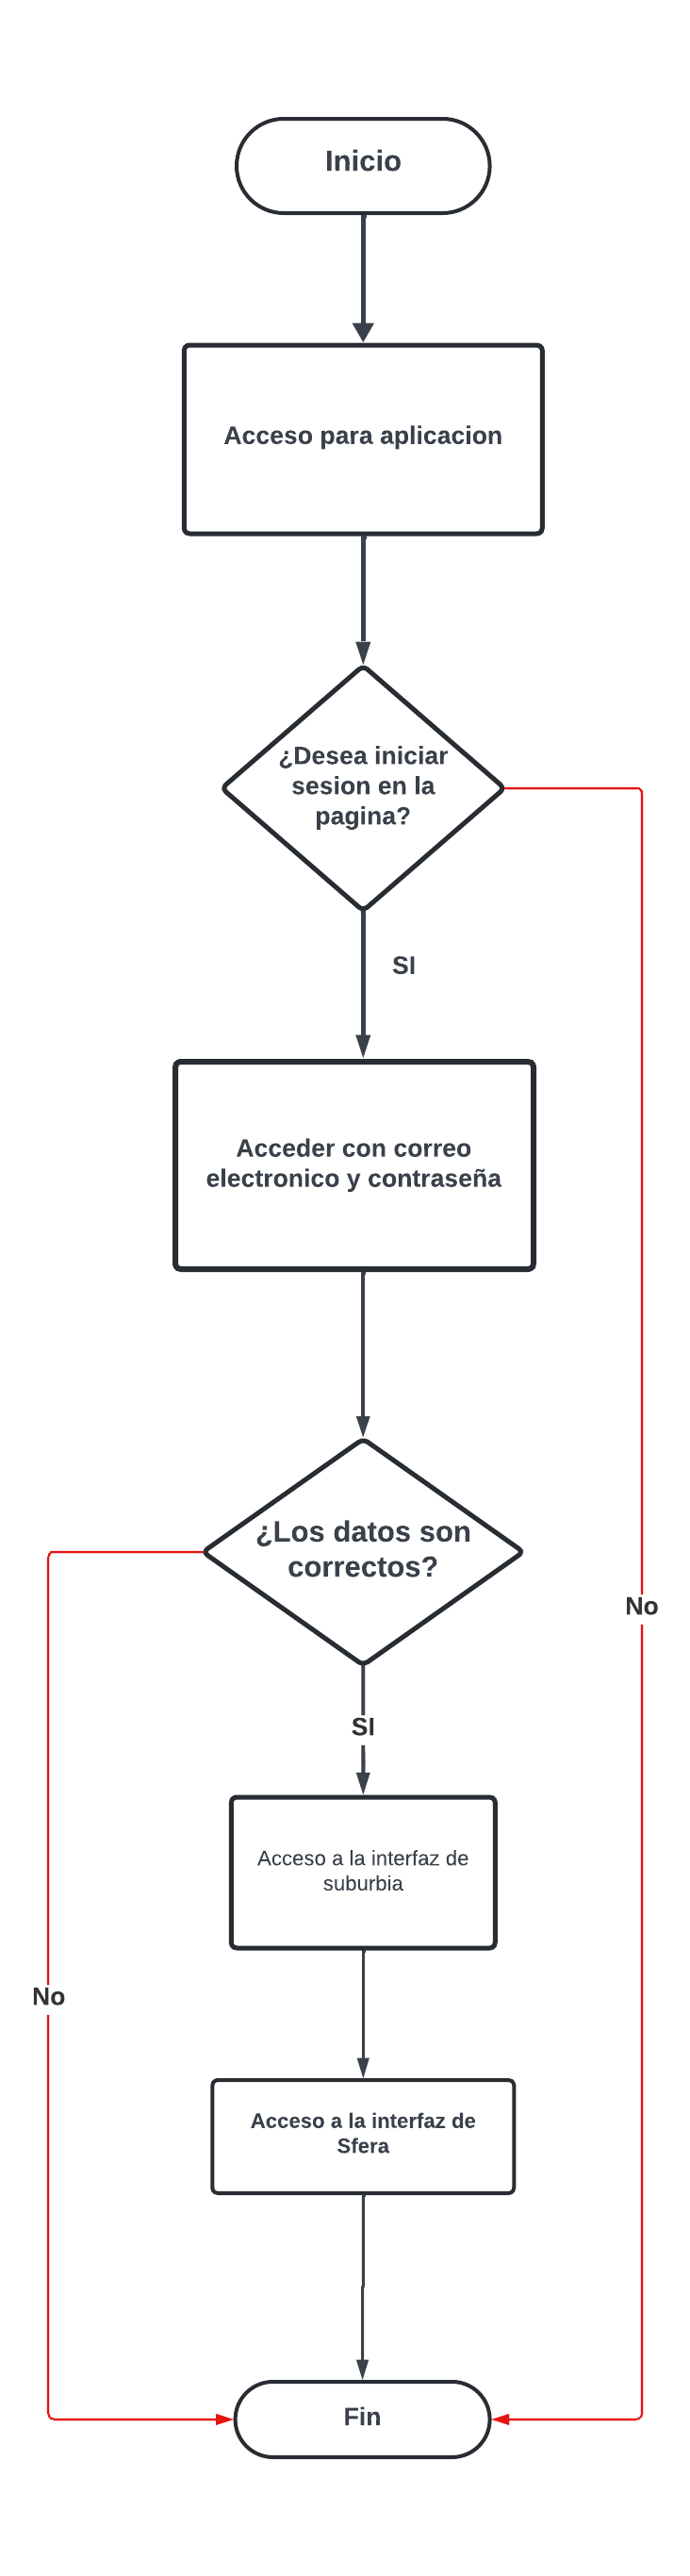 Inicio
Acceso para aplicacion
¿Desea iniciar
sesion en la
pagina?
SI
Acceder con correo
electronico y contraseña
¿Los datos son
correctos?
No
SI
Acceso a la interfaz de
suburbia
No
Acceso a la interfaz de
Sfera
Fin